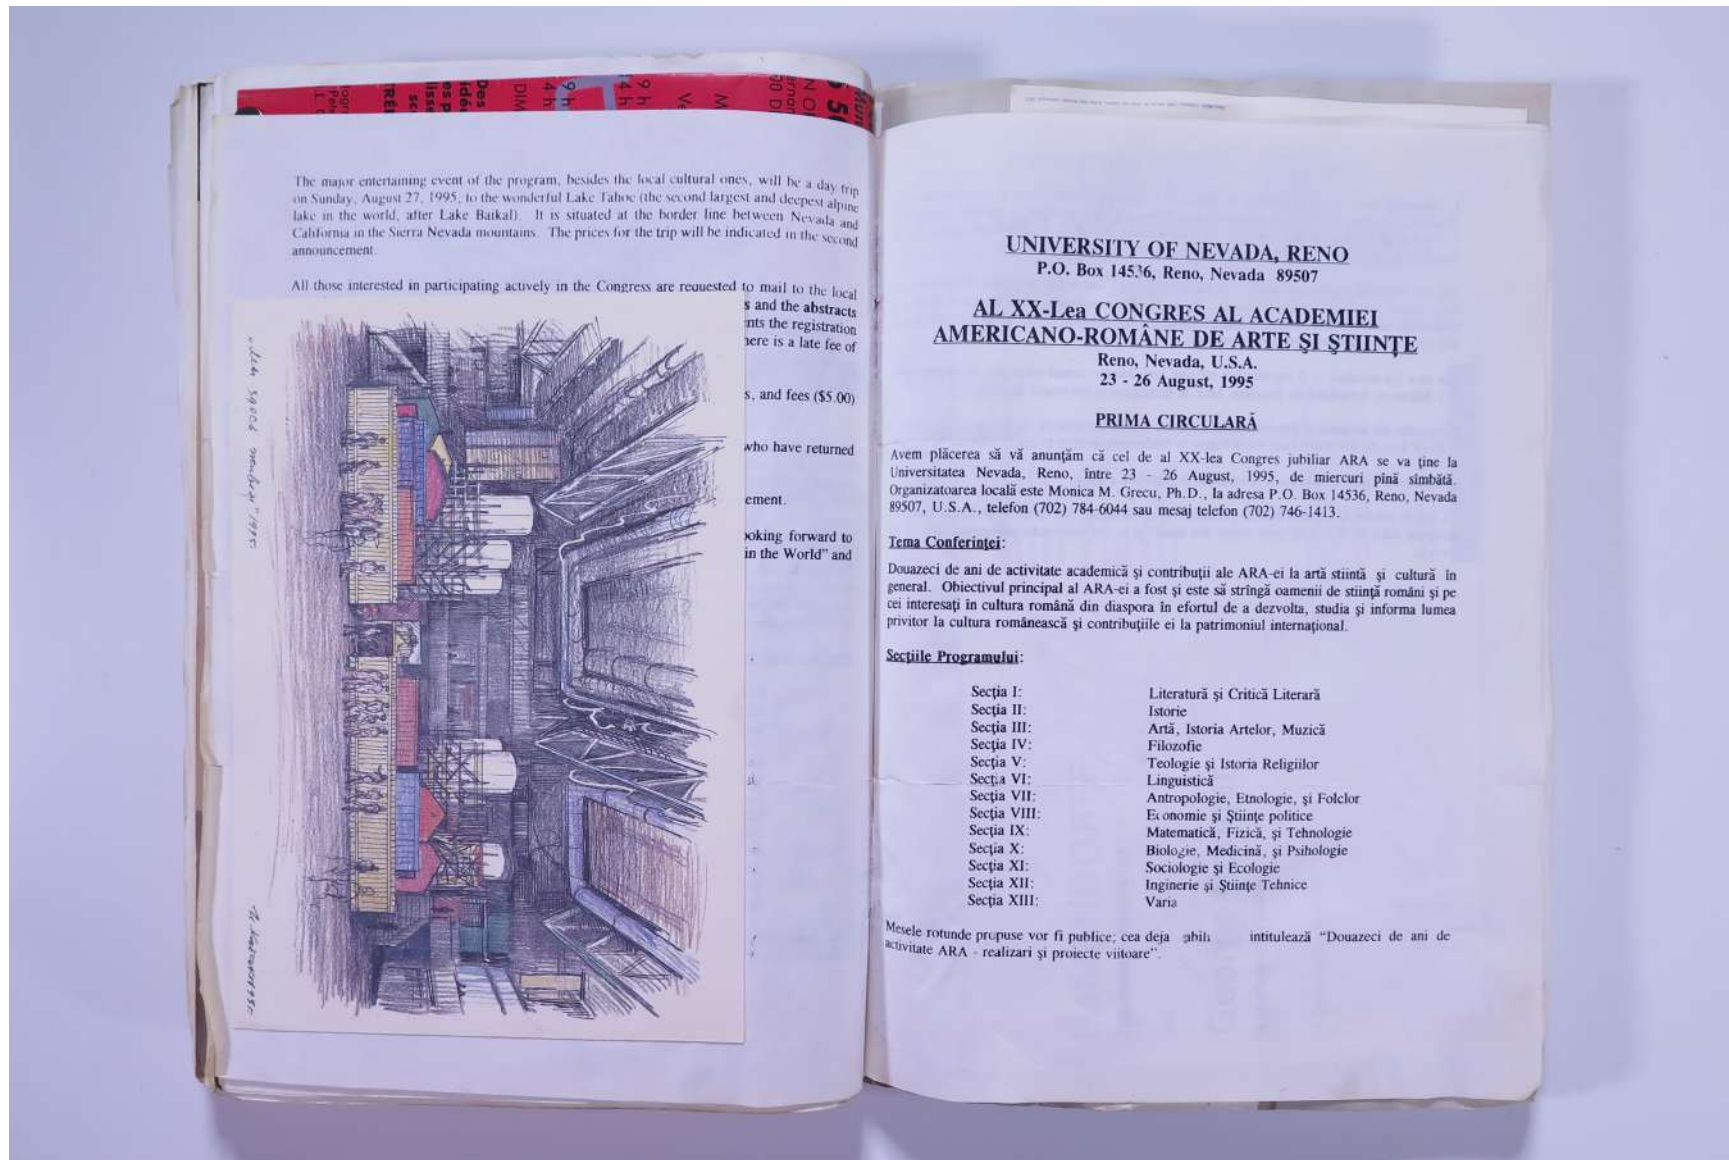 The major entertaining event of the program, besides the local cultural ones, will be a day trip
on Sunday, August 27, 1995, to the wonderful Lake Tahoe (the second largest and deepest alpine
lake in the world, after Lake Baikal). It is situated at the border line between Nevada and
California in the Sierra Nevada mountains. The prices for the trip will be indicated in the second
announcement.
All those interested in participating actively in the Congress are requested to mail to the local
s and the abstracts
nts the registration
here is a late fee of
s, and fees ($5.00)
who have returned
ement.
ooking forward to
in the World" and
UNIVERSITY OF NEVADA, RENO
P.O. Box 14536, Reno, Nevada 89507
AL XX-Lea CONGRES AL ACADEMIEI
AMERICANO-ROMÂNE DE ARTE ŞI ŞTIINŢE
Reno, Nevada, U.S.A.
23 - 26 August, 1995
PRIMA CIRCULARĂ
Avem plăcerea să vă anunţăm că cel de al XX-lea Congres jubiliar ARA se va ţine la
Universitatea Nevada, Reno, între 23 - 26 August, 1995, de miercuri pînă sîmbătă.
Organizatoarea locală este Monica M. Grecu, Ph.D., la adresa P.O. Box 14536, Reno, Nevada
89507, U.S.A., telefon (702) 784-6044 sau mesaj telefon (702) 746-1413.
Tema Conferinţei:
Douazeci de ani de activitate academică şi contribuţii ale ARA-ei la artă stiintă şi cultură în
general. Obiectivul principal al ARA-ei a fost şi este să strîngă oamenii de stiinţă români şi pe
cei interesaţi în cultura română din diaspora în efortul de a dezvolta, studia şi informa lumea
privitor la cultura românească şi contribuţiile ei la patrimoniul internaţional.
Secţiile Programului:
Secţia I: Literatură şi Critică Literară
Secţia II: Istorie
Secţia III: Artă, Istoria Artelor, Muzică
Secţia IV: Filozofie
Secţia V: Teologie şi Istoria Religiilor
Secţia VI: Linguistică
Secţia VII: Antropologie, Etnologie, şi Folclor
Secţia VIII: Economie şi Ştiinţe politice
Secţia IX: Matematică, Fizică, şi Tehnologie
Secţia X: Biologie, Medicină, şi Psihologie
Secţia XI: Sociologie şi Ecologie
Secţia XII: Inginerie şi Ştiinţe Tehnice
Secţia XIII: Varia
Mesele rotunde propuse vor fi publice; cea deja intitulează "Douazeci de ani de
activitate ARA - realizari şi proiecte viitoare".